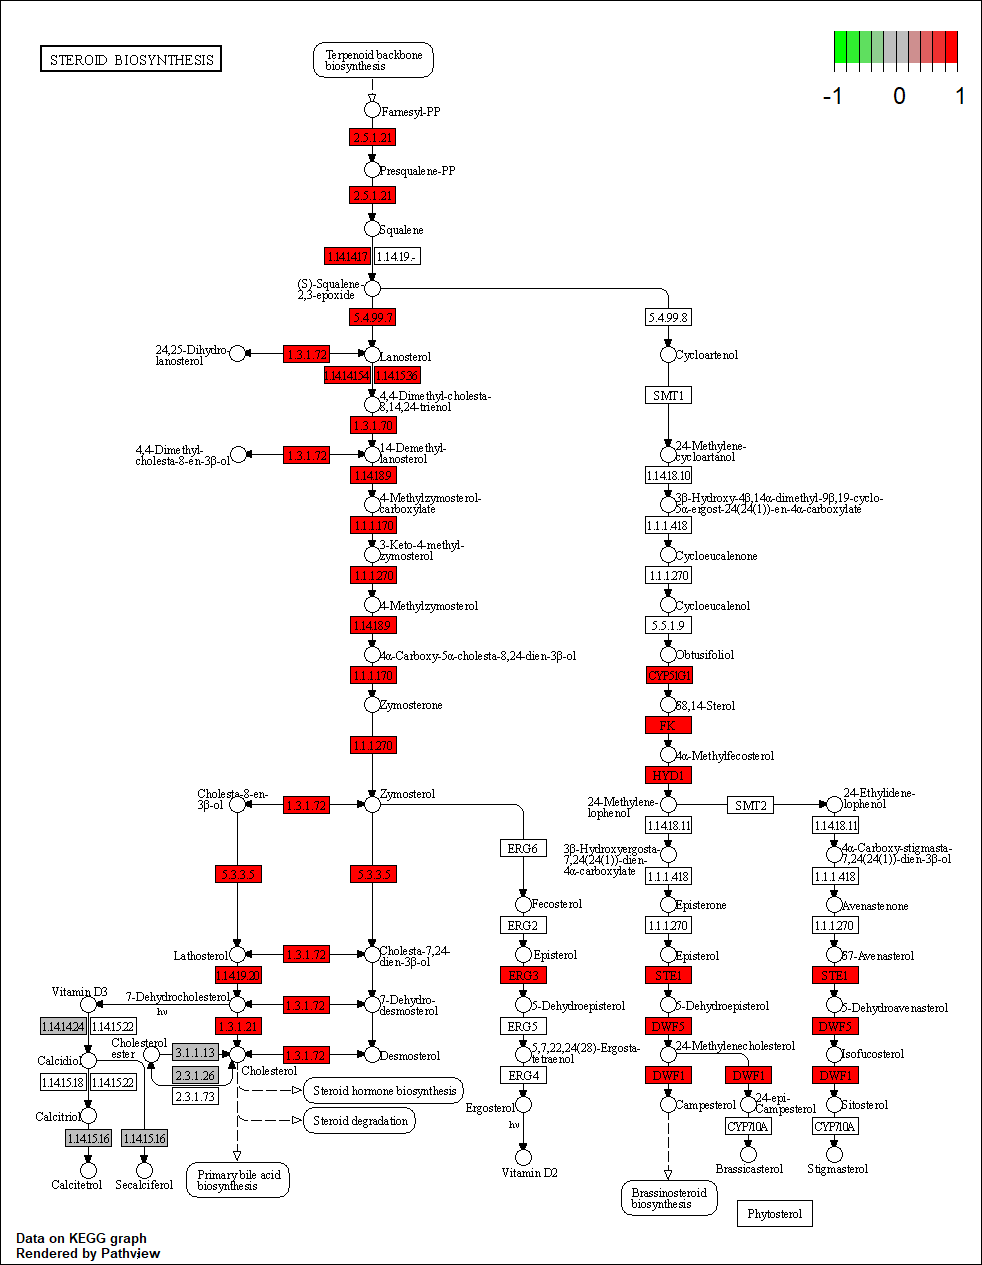 STEROID BIOSYNTHESIS
Terpenoid backbone
biosynthesis
-1
0
1
Farnesyl-PP
2.5.1.21
Presqualene-PP
2.5.1.21
Squalene
1.14.14.17
1.14.19.-
(S)-Squalene-
2,3-epoxide
5.4.99.7
5.4.99.8
24,25-Dihydro-
lanosterol
1.3.1.72
Lanosterol
Cycloartenol
1.14.14.154
1.14.15.36
SMT1
4,4-Dimethyl-cholesta-
8,14,24-trienol
1.3.1.70
4,4-Dimethyl-
cholesta-8-en-3β-ol
1.3.1.72
14-Demethyl-
lanosterol
24-Methylene-
cycloartanol
1.14.18.9
1.14.18.10
4-Methylzymosterol-
carboxylate
3β-Hydroxy-4β,14α-dimethyl-9β,19-cyclo-
5α-ergost-24(24(1))-en-4α-carboxylate
1.1.1.170
1.1.1.418
3-Keto-4-methyl-
zymosterol
Cycloeucalenone
1.1.1.270
1.1.1.270
4-Methylzymosterol
Cycloeucalenol
1.14.18.9
5.5.1.9
4α-Carboxy-5α-cholesta-8,24-dien-3β-ol
Obtusifoliol
1.1.1.170
CYP51G1
Zymosterone
δ8,14-Sterol
FK
1.1.1.270
4α-Methylfecosterol
HYD1
Cholesta-8-en-
3β-ol
1.3.1.72
Zymosterol
24-Methylene-
lophenol
SMT2
24-Ethylidene-
lophenol
1.14.18.11
1.14.18.11
ERG6
3β-Hydroxyergosta-
7,24(24(1))-dien-
4α-carboxylate
4α-Carboxy-stigmasta-
7,24(24(1))-dien-3β-ol
5.3.3.5
5.3.3.5
1.1.1.418
1.1.1.418
Fecosterol
Episterone
Avenastenone
ERG2
1.1.1.270
1.1.1.270
Lathosterol
1.3.1.72
Cholesta-7,24-
dien-3β-ol
Episterol
Episterol
δ7-Avenasterol
1.14.19.20
ERG3
STE1
STE1
Vitamin D3
7-Dehydrocholesterol
hν
1.3.1.72
7-Dehydro-
desmosterol
5-Dehydroepisterol
5-Dehydroepisterol
5-Dehydroavenasterol
1.14.14.24
1.14.15.22
1.3.1.21
ERG5
DWF5
DWF5
Calcidiol
Cholesterol
ester
3.1.1.13
2.3.1.26
2.3.1.73
Cholesterol
1.3.1.72
Desmosterol
5,7,22,24(28)-Ergosta-
tetraenol
24-Methylenecholesterol
Isofucosterol
1.14.15.18
1.14.15.22
ERG4
DWF1
DWF1
DWF1
Steroid hormone biosynthesis
Calcitriol
Steroid degradation
Ergosterol
hν
Campesterol
24-epi-
Campesterol
Sitosterol
1.14.15.16
1.14.15.16
CYP710A
CYP710A
Calcitetrol
Secalciferol
Primary bile acid
biosynthesis
Vitamin D2
Brassicasterol
Stigmasterol
Brassinosteroid
biosynthesis
Phytosterol
Data on KEGG graph
Rendered by Pathview